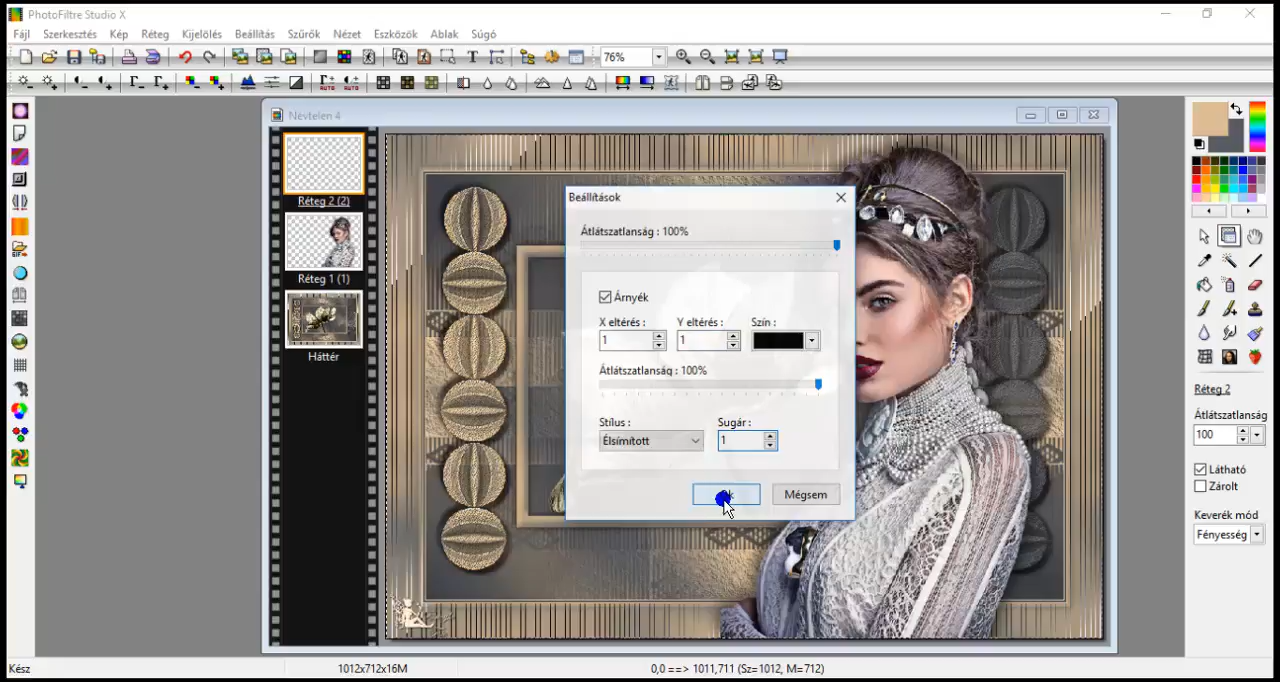 PhotoFiltre Studio X
Fájl Szerkesztés Kép Réteg Kijelölés Beállítás Szűrők Nézet Eszközök Ablak Súgó
76%
AUTO AUTO
Névtelen 4
Réteg 2 (2)
Réteg 1 (1)
Háttér
Beállítások
Átlátszatlanság : 100%
Árnyék
X eltérés : Y eltérés : Szín :
1 1
Átlátszatlanság : 100%
Stílus : Sugár :
Élsimított 1
Mégsem
Réteg 2
Átlátszatlanság
100
Látható
Zárolt
Keverék mód
Fényesség
Kész 1012x712x16M 0,0 ==> 1011,711 (Sz=1012, M=712)